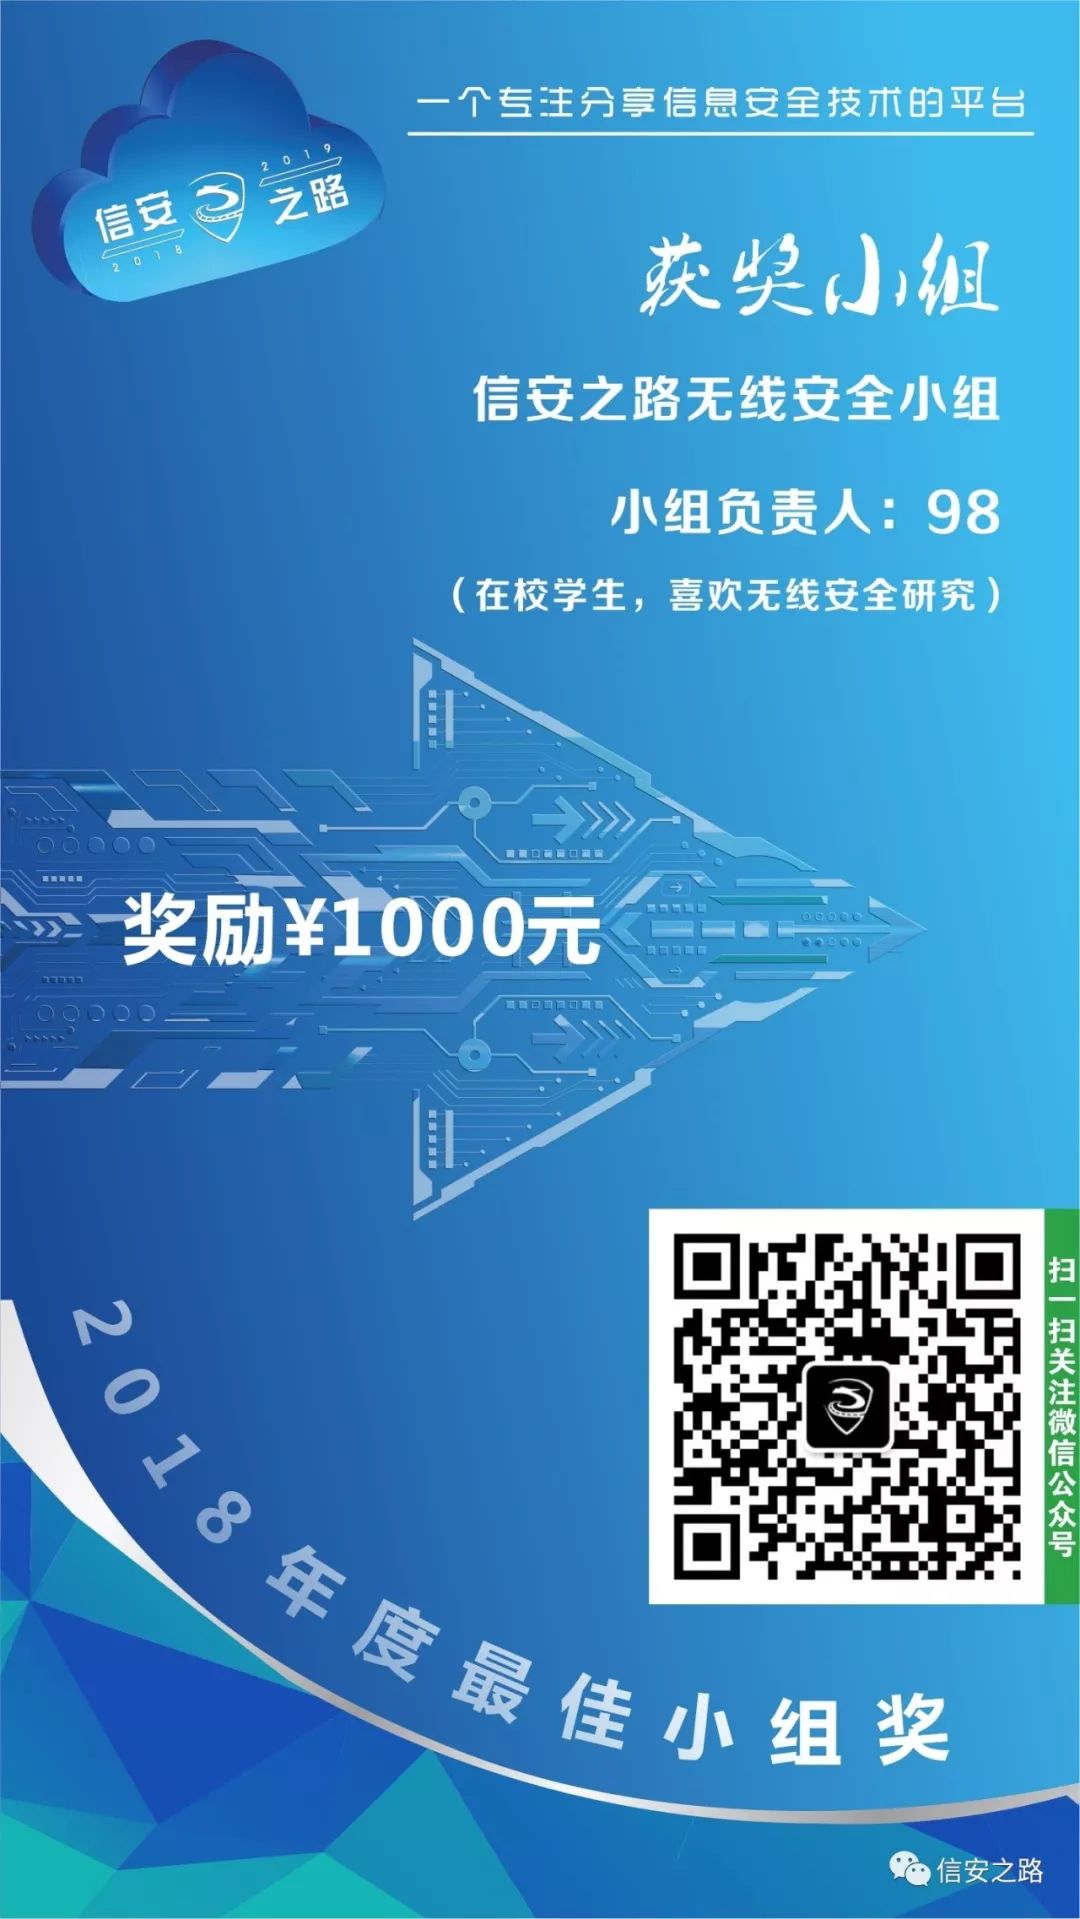 一个专注分享信息安全技术的平台
2019
信安之路
2018
获奖小组
信安之路无线安全小组
小组负责人：98
（在校学生，喜欢无线安全研究）
奖励¥1000元
扫一扫关注微信公众号
2018年度最佳小组奖
信安之路